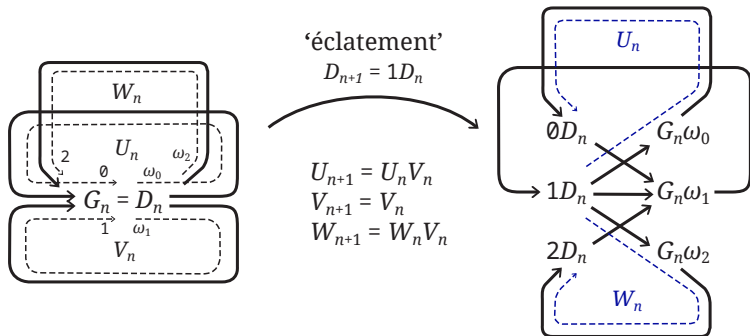 Wₙ
Uₙ
2 0 ω₀ ω₂
Gₙ = Dₙ
1 ω₁
Vₙ
‘éclatement’
Dₙ₊₁ = 1Dₙ
Uₙ₊₁ = UₙVₙ
Vₙ₊₁ = Vₙ
Wₙ₊₁ = WₙVₙ
Uₙ
0Dₙ Gₙω₀
1Dₙ Gₙω₁
2Dₙ Gₙω₂
Wₙ